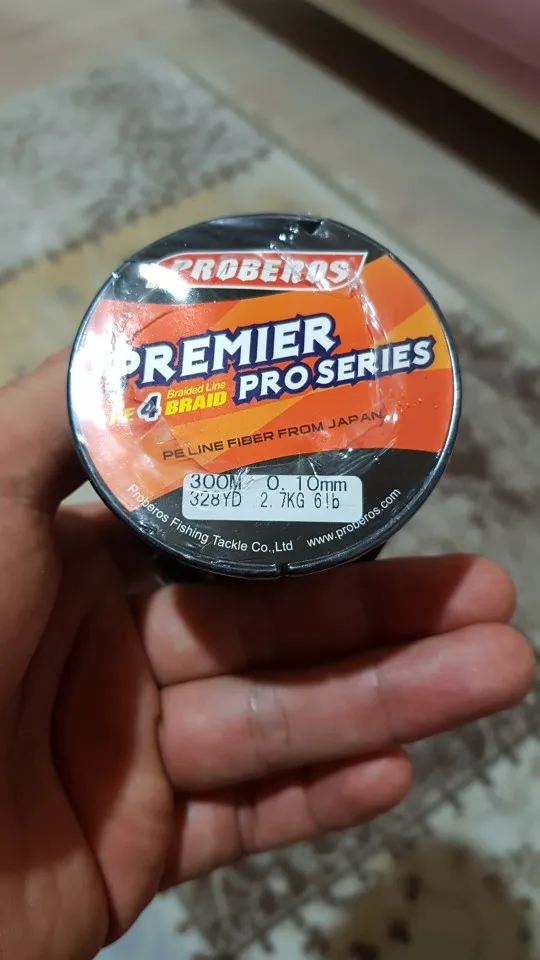 PROBEROS
PREMIER
PRO SERIES
PE 4 Braided Line BRAID
PE LINE FIBER FROM JAPAN
300M 0.10mm
328YD 2.7KG 6lb
Proberos Fishing Tackle Co.,Ltd www.proberos.com